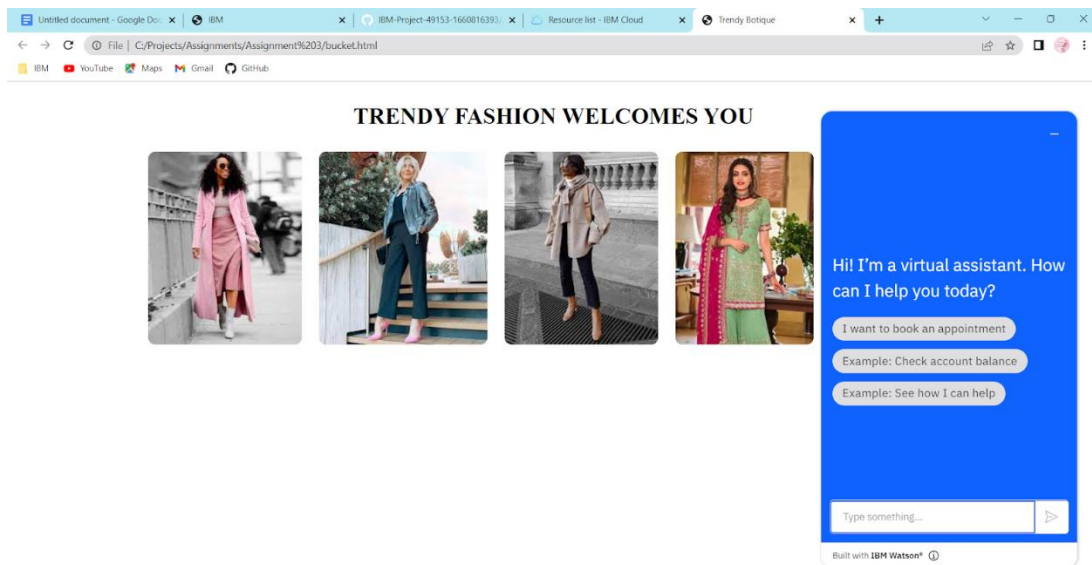 Untitled document - Google Doc
IBM
IBM-Project-49153-1660816393/
Resource list - IBM Cloud
Trendy Botique
File | C:/Projects/Assignments/Assignment%203/bucket.html
IBM
YouTube
Maps
Gmail
GitHub
TRENDY FASHION WELCOMES YOU
Hi! I'm a virtual assistant. How
can I help you today?
I want to book an appointment
Example: Check account balance
Example: See how I can help
Type something...
Built with IBM Watson®